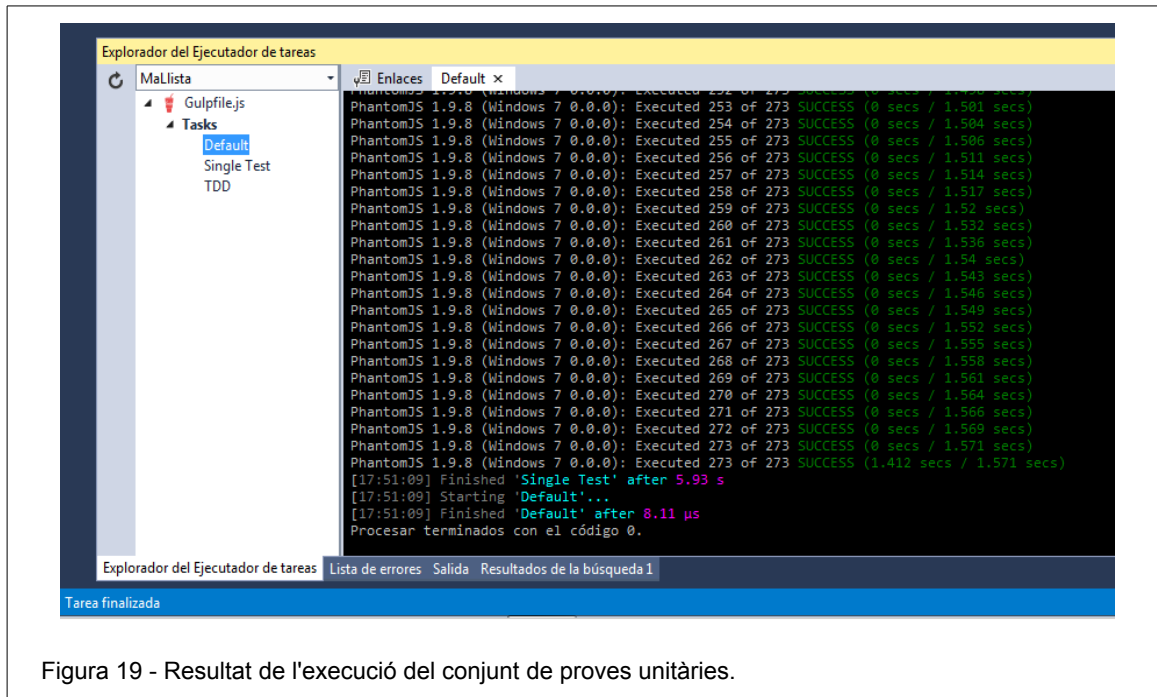 Explorador del Ejecutador de tareas
MaLlista
Gulpfile.js
Tasks
Default
Single Test
TDD
Enlaces Default ×
PhantomJS 1.9.8 (Windows 7 0.0.0): Executed 252 of 273 SUCCESS (0 secs / 1.498 secs)
PhantomJS 1.9.8 (Windows 7 0.0.0): Executed 253 of 273 SUCCESS (0 secs / 1.501 secs)
PhantomJS 1.9.8 (Windows 7 0.0.0): Executed 254 of 273 SUCCESS (0 secs / 1.504 secs)
PhantomJS 1.9.8 (Windows 7 0.0.0): Executed 255 of 273 SUCCESS (0 secs / 1.506 secs)
PhantomJS 1.9.8 (Windows 7 0.0.0): Executed 256 of 273 SUCCESS (0 secs / 1.511 secs)
PhantomJS 1.9.8 (Windows 7 0.0.0): Executed 257 of 273 SUCCESS (0 secs / 1.514 secs)
PhantomJS 1.9.8 (Windows 7 0.0.0): Executed 258 of 273 SUCCESS (0 secs / 1.517 secs)
PhantomJS 1.9.8 (Windows 7 0.0.0): Executed 259 of 273 SUCCESS (0 secs / 1.52 secs)
PhantomJS 1.9.8 (Windows 7 0.0.0): Executed 260 of 273 SUCCESS (0 secs / 1.532 secs)
PhantomJS 1.9.8 (Windows 7 0.0.0): Executed 261 of 273 SUCCESS (0 secs / 1.536 secs)
PhantomJS 1.9.8 (Windows 7 0.0.0): Executed 262 of 273 SUCCESS (0 secs / 1.54 secs)
PhantomJS 1.9.8 (Windows 7 0.0.0): Executed 263 of 273 SUCCESS (0 secs / 1.543 secs)
PhantomJS 1.9.8 (Windows 7 0.0.0): Executed 264 of 273 SUCCESS (0 secs / 1.546 secs)
PhantomJS 1.9.8 (Windows 7 0.0.0): Executed 265 of 273 SUCCESS (0 secs / 1.549 secs)
PhantomJS 1.9.8 (Windows 7 0.0.0): Executed 266 of 273 SUCCESS (0 secs / 1.552 secs)
PhantomJS 1.9.8 (Windows 7 0.0.0): Executed 267 of 273 SUCCESS (0 secs / 1.555 secs)
PhantomJS 1.9.8 (Windows 7 0.0.0): Executed 268 of 273 SUCCESS (0 secs / 1.558 secs)
PhantomJS 1.9.8 (Windows 7 0.0.0): Executed 269 of 273 SUCCESS (0 secs / 1.561 secs)
PhantomJS 1.9.8 (Windows 7 0.0.0): Executed 270 of 273 SUCCESS (0 secs / 1.564 secs)
PhantomJS 1.9.8 (Windows 7 0.0.0): Executed 271 of 273 SUCCESS (0 secs / 1.566 secs)
PhantomJS 1.9.8 (Windows 7 0.0.0): Executed 272 of 273 SUCCESS (0 secs / 1.569 secs)
PhantomJS 1.9.8 (Windows 7 0.0.0): Executed 273 of 273 SUCCESS (0 secs / 1.571 secs)
PhantomJS 1.9.8 (Windows 7 0.0.0): Executed 273 of 273 SUCCESS (1.412 secs / 1.571 secs)
[17:51:09] Finished 'Single Test' after 5.93 s
[17:51:09] Starting 'Default'...
[17:51:09] Finished 'Default' after 8.11 μs
Procesar terminados con el código 0.
Explorador del Ejecutador de tareas Lista de errores Salida Resultados de la búsqueda 1
Tarea finalizada
Figura 19 - Resultat de l'execució del conjunt de proves unitàries.